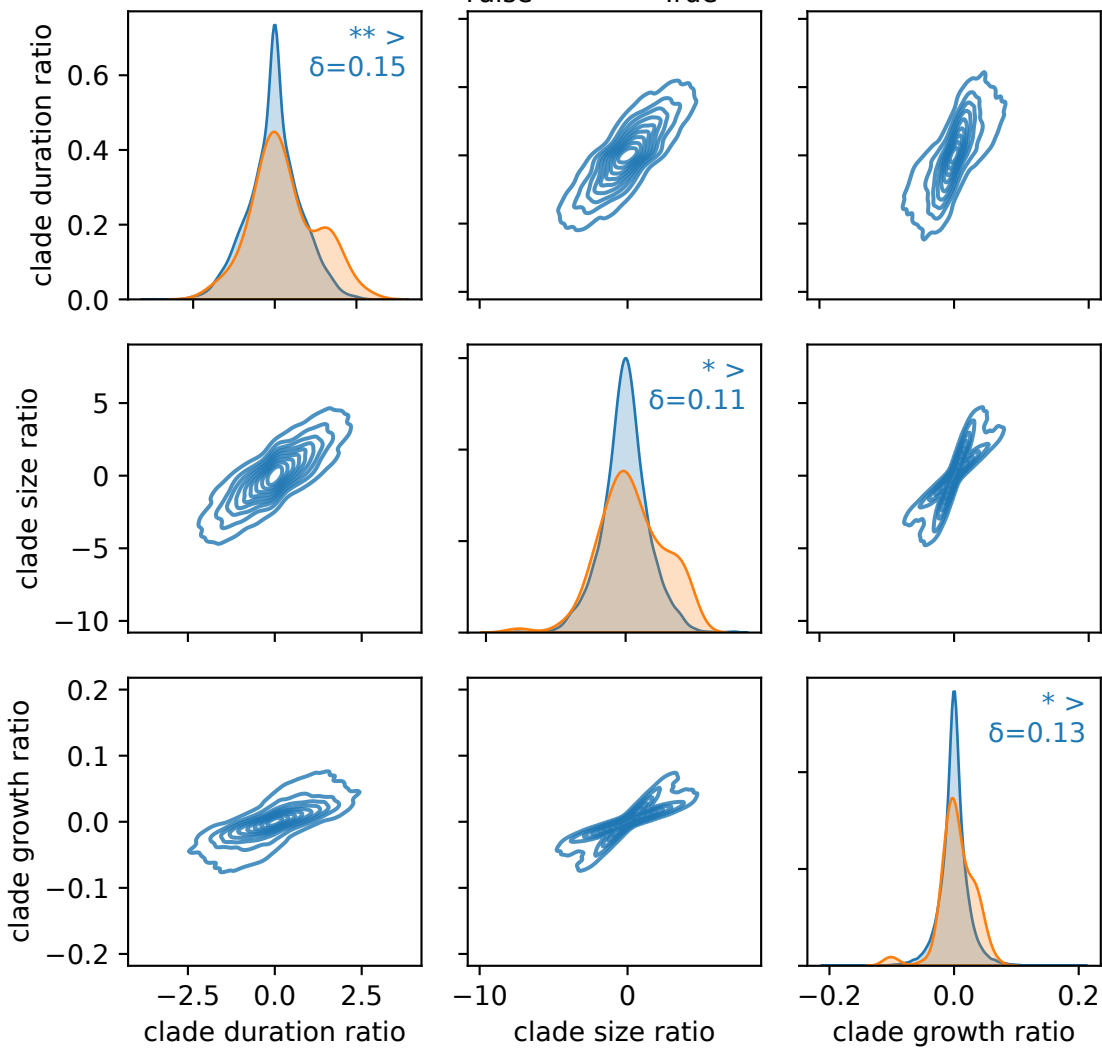 False True
clade duration ratio
0.6
0.4
0.2
0.0
** >
δ=0.15
clade size ratio
5
0
−5
−10
* >
δ=0.11
clade growth ratio
0.2
0.1
0.0
−0.1
−0.2
* >
δ=0.13
−2.5 0.0 2.5
−10 0
−0.2 0.0 0.2
clade duration ratio
clade size ratio
clade growth ratio